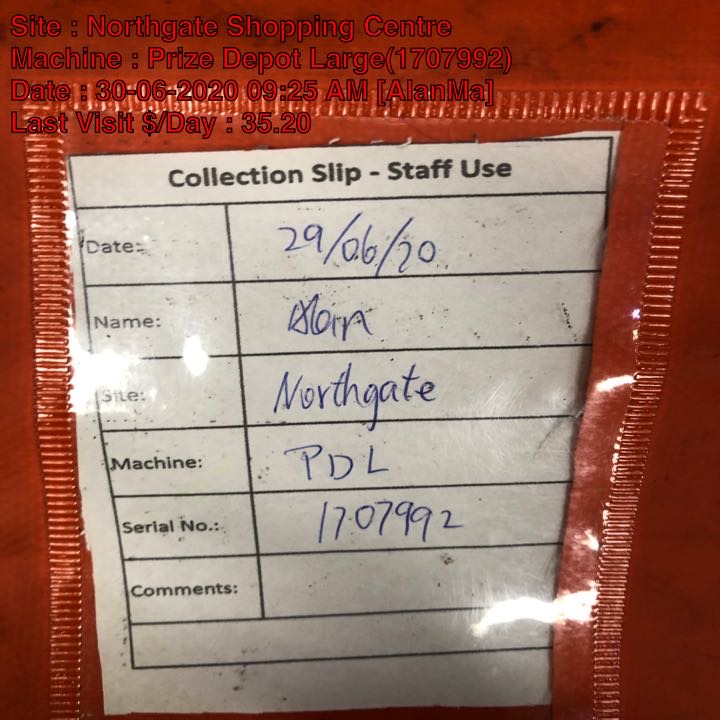 Site : Northgate Shopping Centre
Machine : Prize Depot Large(1707992)
Date : 30-06-2020 09:25 AM [AlanMa]
Last Visit $/Day : 35.20
Collection Slip - Staff Use
Date: 29/06/20
Name: Alan
Site: Northgate
Machine: PDL
Serial No.: 1707992
Comments: